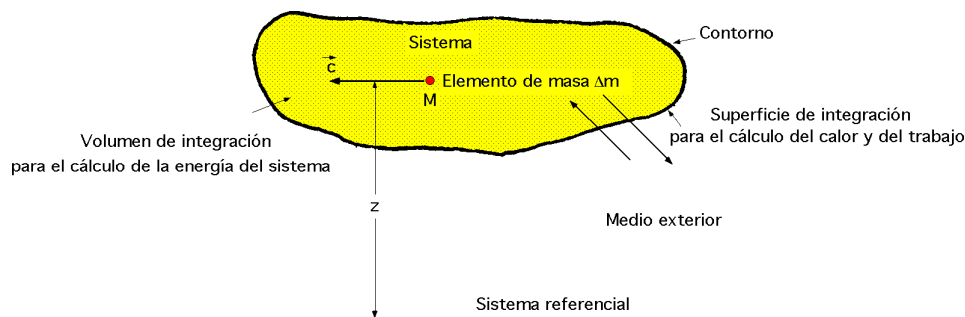 Contorno
Sistema
c
Elemento de masa Δm
M
Superficie de integración
para el cálculo del calor y del trabajo
Volumen de integración
para el cálculo de la energía del sistema
z
Medio exterior
Sistema referencial